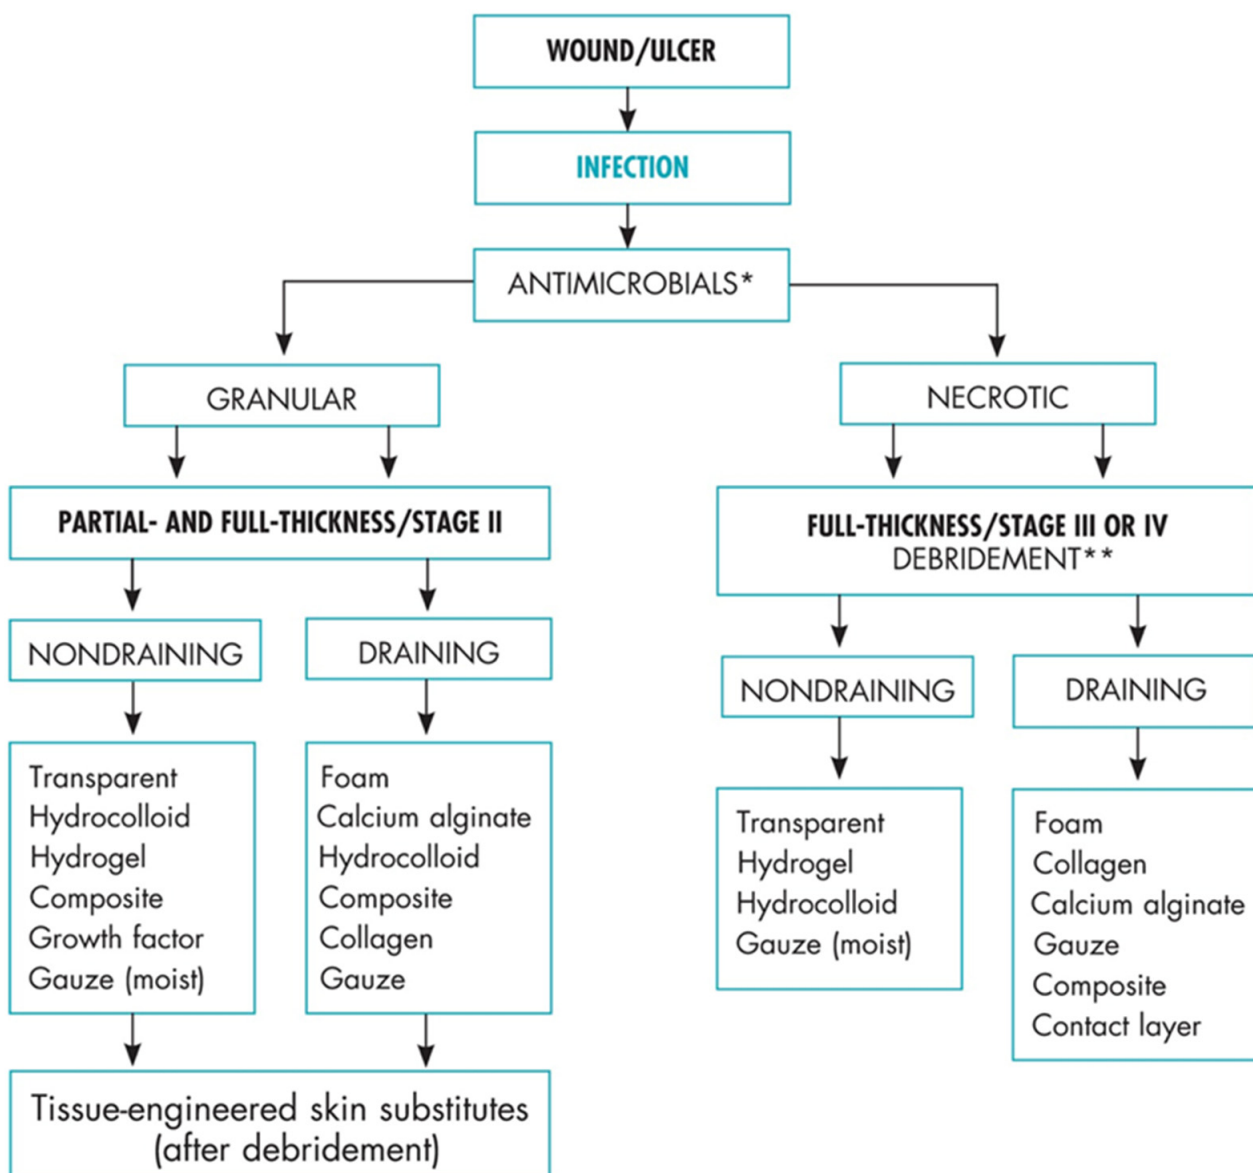 WOUND/ULCER
INFECTION
ANTIMICROBIALS*
GRANULAR
NECROTIC
PARTIAL- AND FULL-THICKNESS/STAGE II
FULL-THICKNESS/STAGE III OR IV
DEBRIDEMENT**
NONDRAINING
DRAINING
NONDRAINING
DRAINING
Transparent
Hydrocolloid
Hydrogel
Composite
Growth factor
Gauze (moist)
Foam
Calcium alginate
Hydrocolloid
Composite
Collagen
Gauze
Transparent
Hydrogel
Hydrocolloid
Gauze (moist)
Foam
Collagen
Calcium alginate
Gauze
Composite
Contact layer
Tissue-engineered skin substitutes
(after debridement)